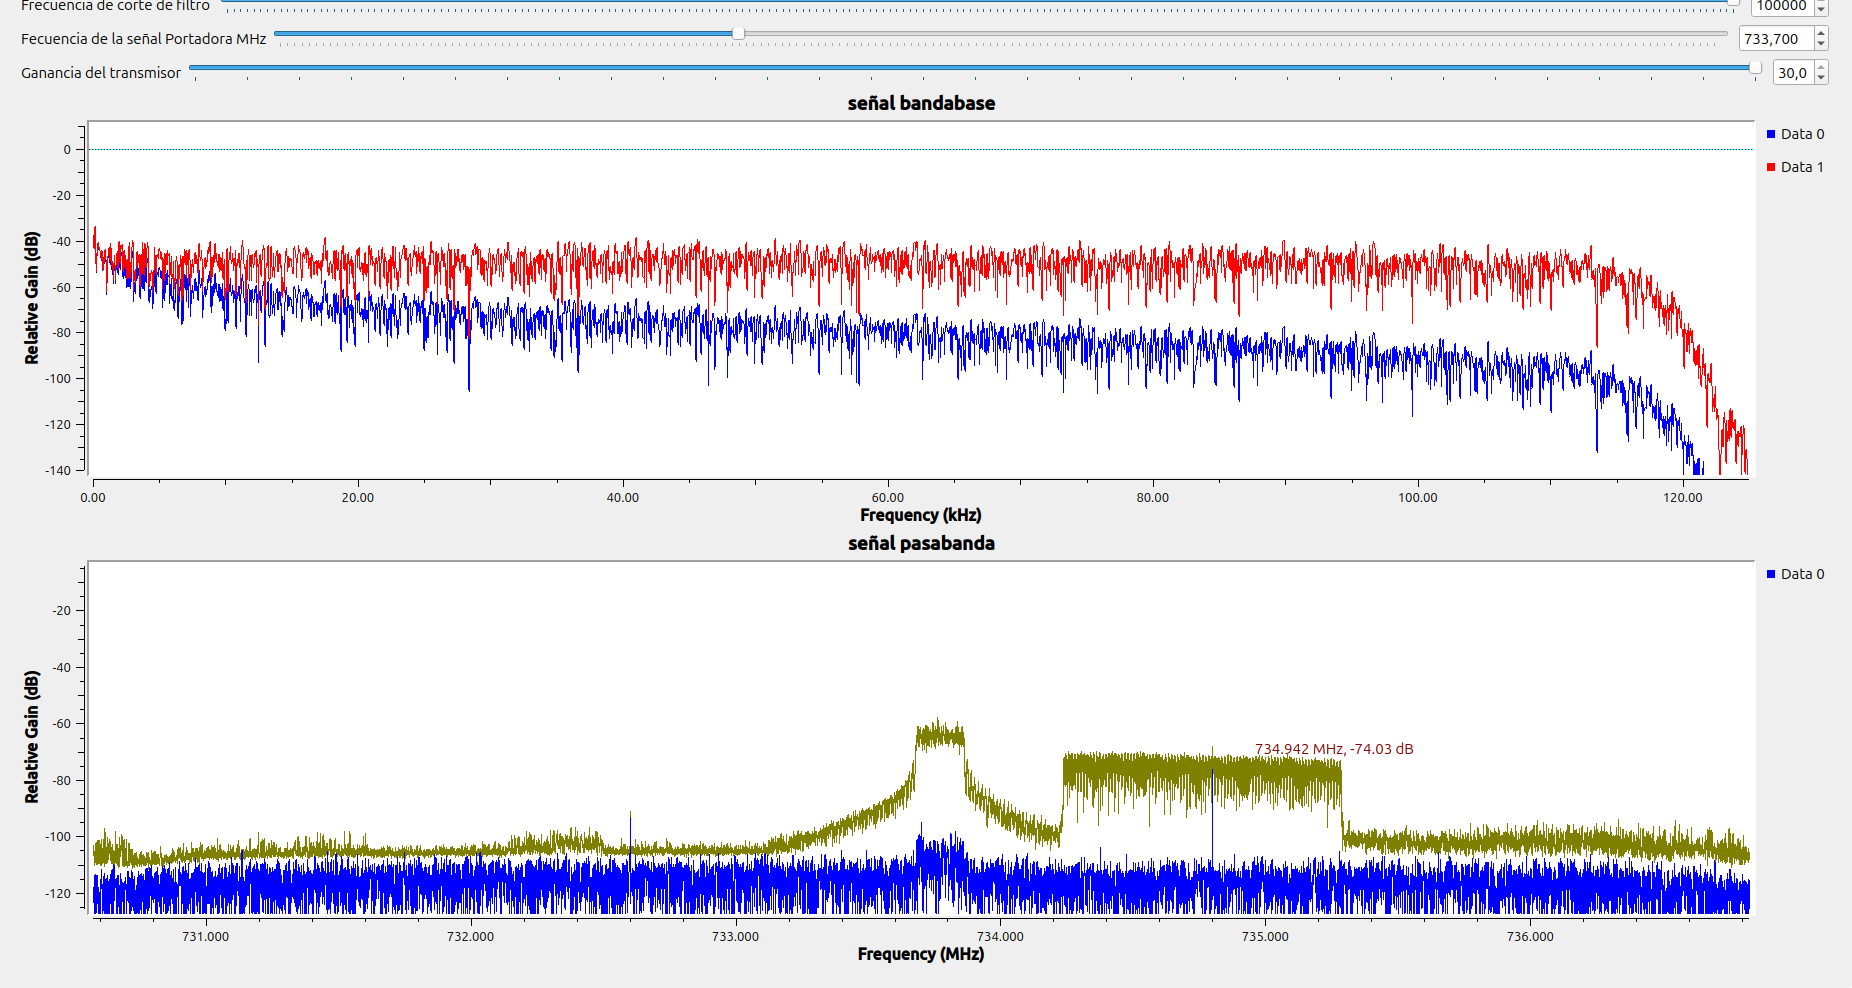 Frecuencia de corte de filtro 100000
Fecuencia de la señal Portadora MHz 733,700
Ganancia del transmisor 30,0
señal bandabase
Data 0
Data 1
Relative Gain (dB)
0
-20
-40
-60
-80
-100
-120
-140
0.00 20.00 40.00 60.00 80.00 100.00 120.00
Frequency (kHz)
señal pasabanda
Data 0
Relative Gain (dB)
-20
-40
-60
-80
-100
-120
734.942 MHz, -74.03 dB
731.000 732.000 733.000 734.000 735.000 736.000
Frequency (MHz)